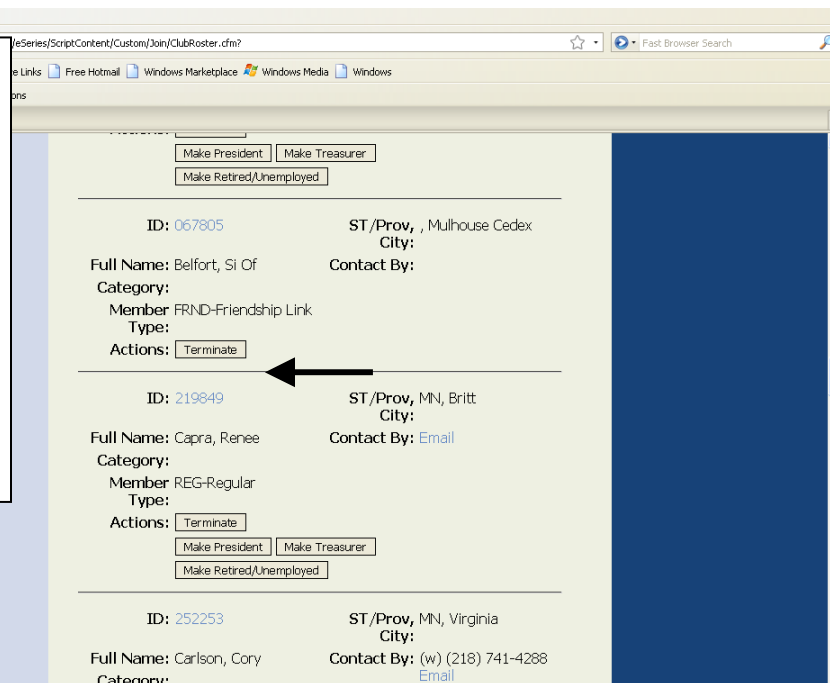 /eSeries/ScriptContent/Custom/Join/ClubRoster.cfm?
Fast Browser Search
e Links Free Hotmail Windows Marketplace Windows Media Windows
ons
Make President Make Treasurer
Make Retired/Unemployed
ID: 067805 ST/Prov, , Mulhouse Cedex
City:
Full Name: Belfort, Si Of Contact By:
Category:
Member FRND-Friendship Link
Type:
Actions: Terminate
ID: 219849 ST/Prov, MN, Britt
City:
Full Name: Capra, Renee Contact By: Email
Category:
Member REG-Regular
Type:
Actions: Terminate
Make President Make Treasurer
Make Retired/Unemployed
ID: 252253 ST/Prov, MN, Virginia
City:
Full Name: Carlson, Cory Contact By: (w) (218) 741-4288
Email
Category: